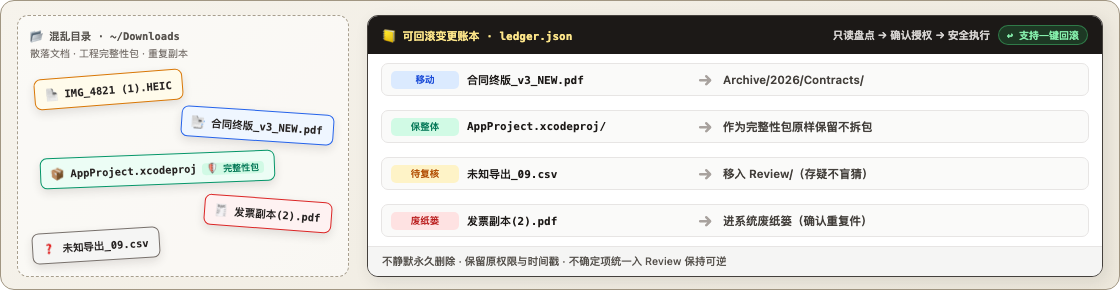 混乱目录 · ~/Downloads
散落文档 · 工程完整性包 · 重复副本
IMG_4821 (1).HEIC
合同终版_v3_NEW.pdf
AppProject.xcodeproj 完整性包
发票副本(2).pdf
未知导出_09.csv
可回滚变更账本 · ledger.json
只读盘点 → 确认授权 → 安全执行
↩ 支持一键回滚
移动 合同终版_v3_NEW.pdf → Archive/2026/Contracts/
保整体 AppProject.xcodeproj/ → 作为完整性包原样保留不拆包
待复核 未知导出_09.csv → 移入 Review/（存疑不盲猜）
废纸篓 发票副本(2).pdf → 进系统废纸篓（确认重复件）
不静默永久删除 · 保留原权限与时间戳 · 不确定项统一入 Review 保持可逆